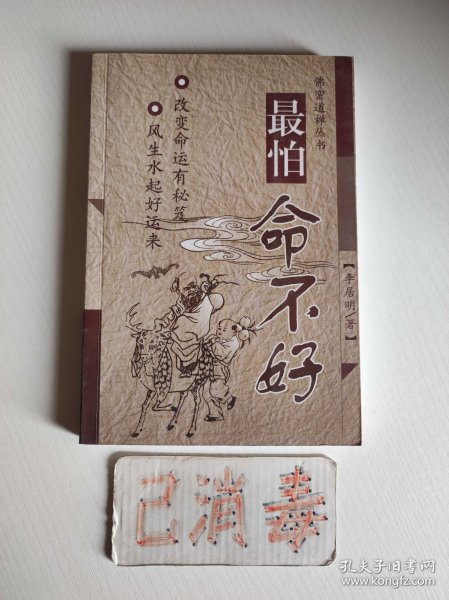 佛密道禅丛书
最怕
命不好
【李居明 著】
改变命运有秘笈
风生水起好运来
己消毒
孔夫子旧书网
www.kongfz.com